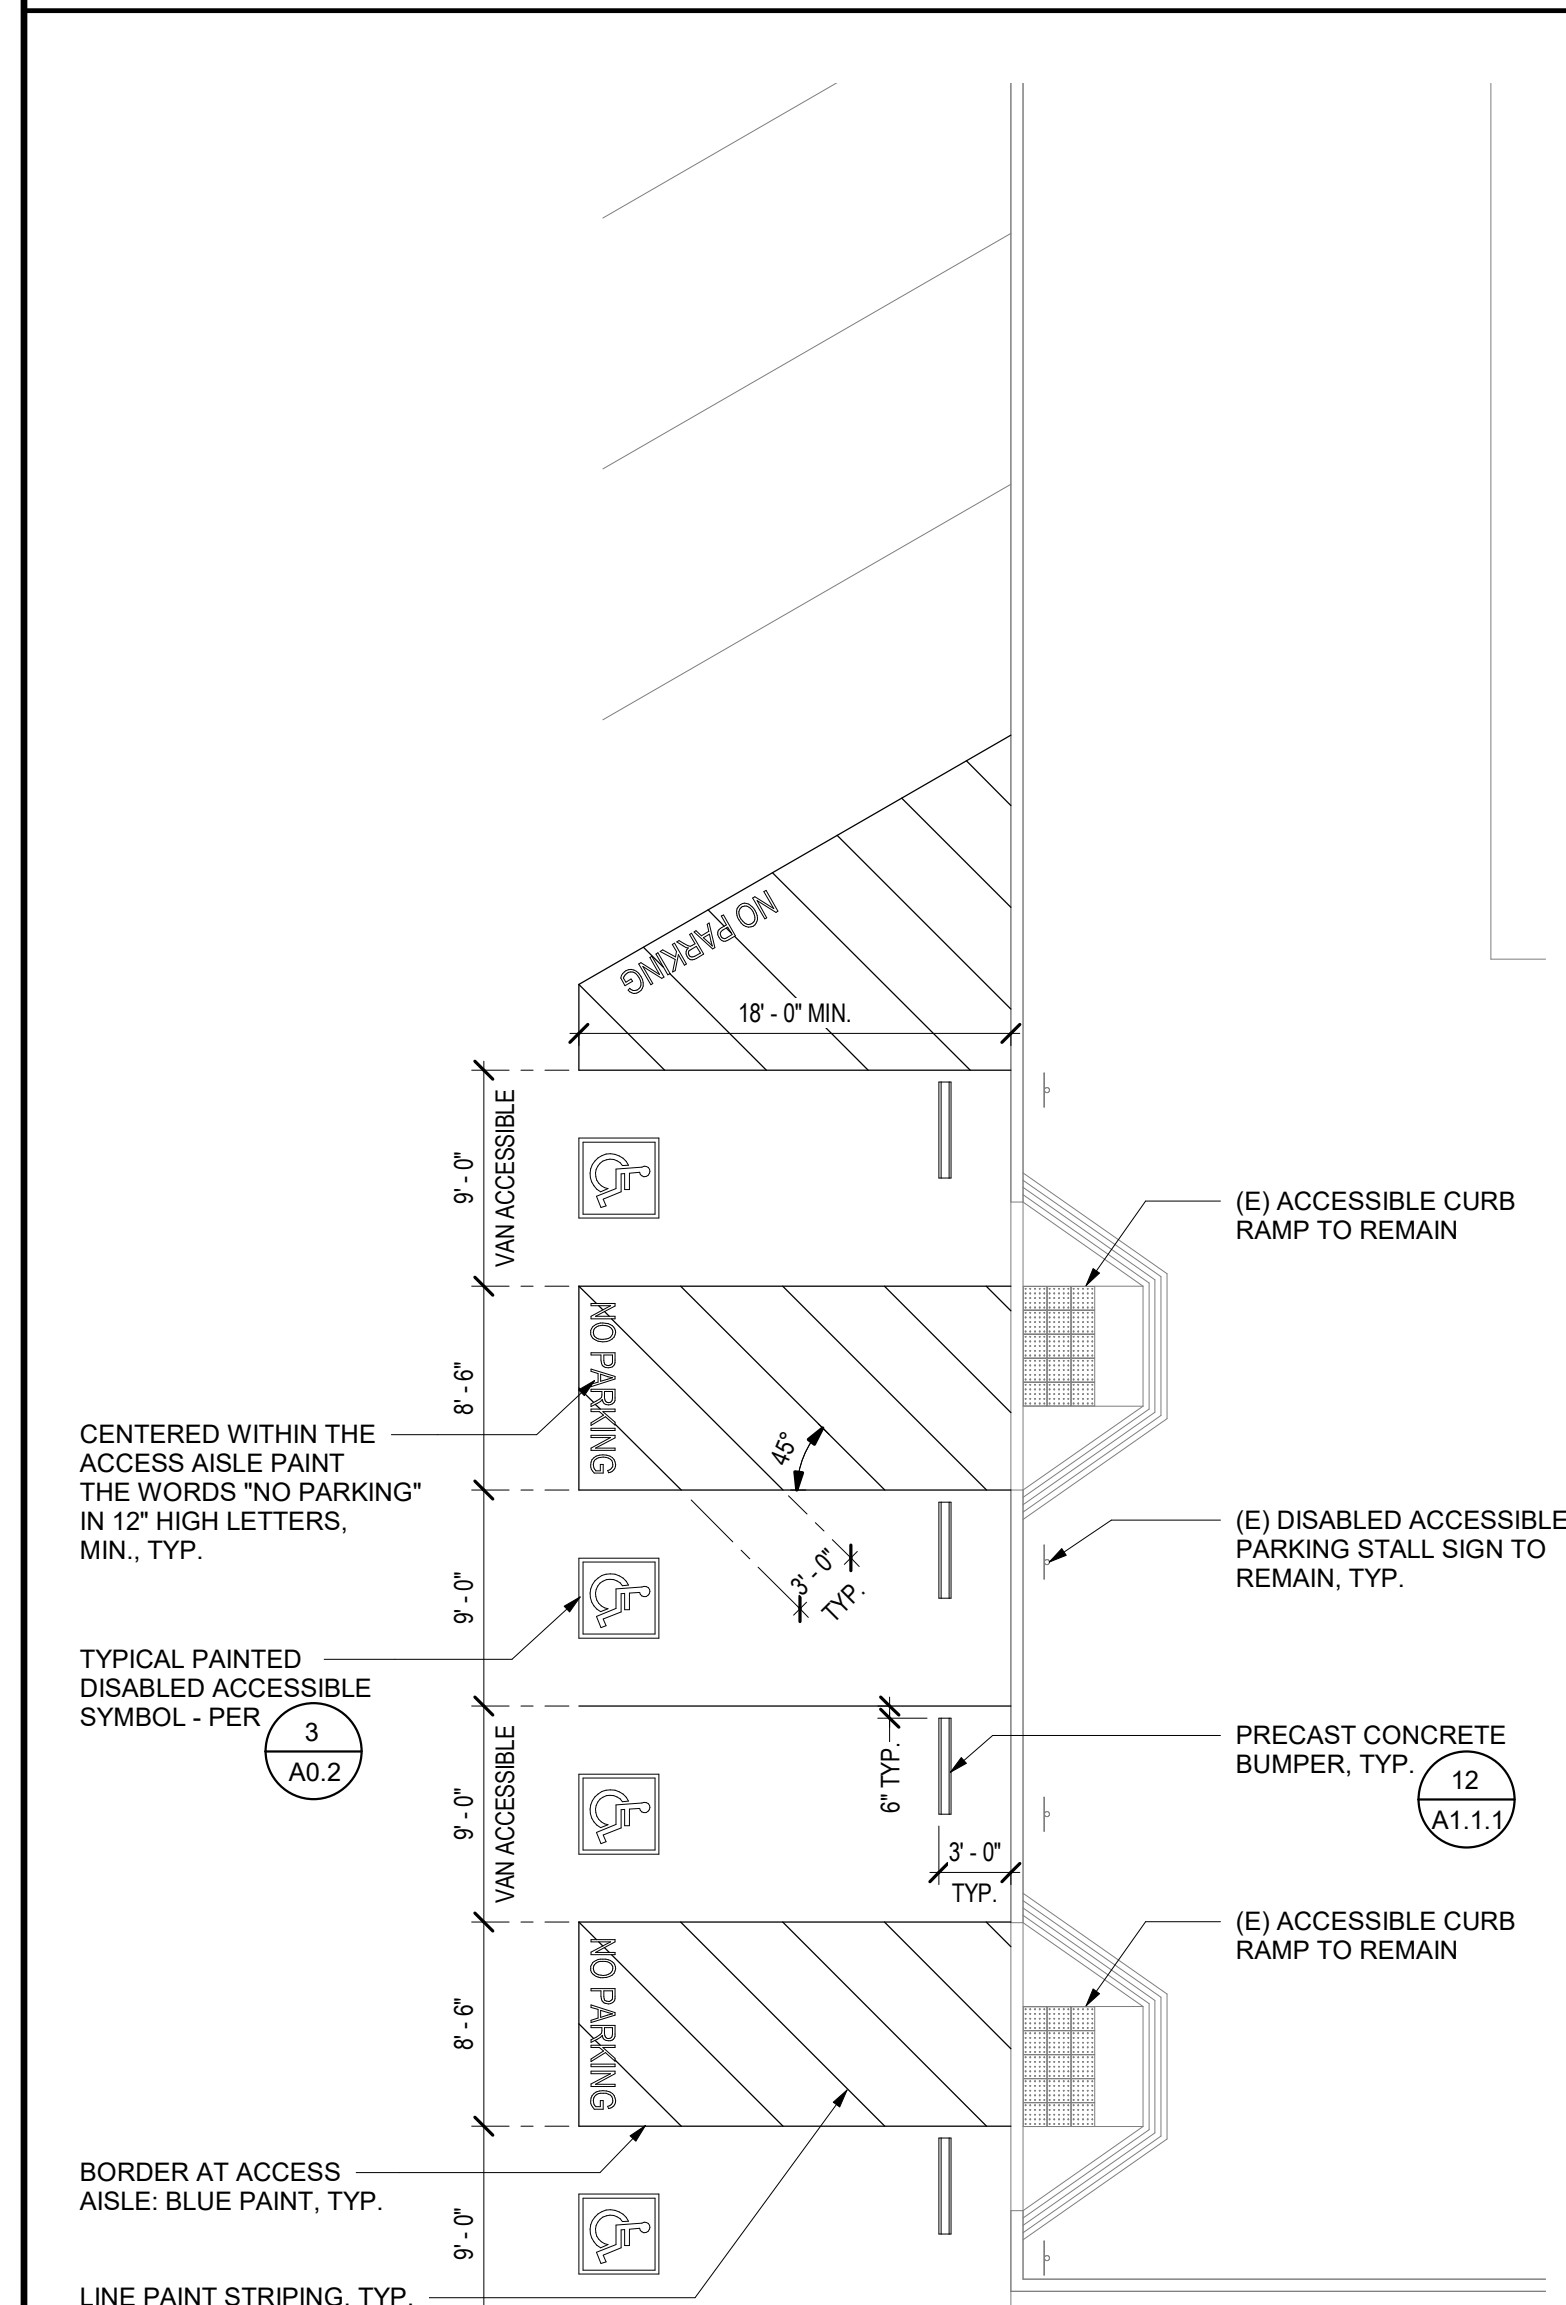 NO PARKING
18' - 0" MIN.
9' - 0"
VAN ACCESSIBLE
(E) ACCESSIBLE CURB
RAMP TO REMAIN
NO PARKING
8' - 6"
45°
CENTERED WITHIN THE
ACCESS AISLE PAINT
THE WORDS "NO PARKING"
IN 12" HIGH LETTERS,
MIN., TYP.
(E) DISABLED ACCESSIBLE
PARKING STALL SIGN TO
REMAIN, TYP.
3' - 0"
TYP.
9' - 0"
TYPICAL PAINTED
DISABLED ACCESSIBLE
SYMBOL - PER
3
A0.2
VAN ACCESSIBLE
9' - 0"
6" TYP.
PRECAST CONCRETE
BUMPER, TYP.
12
A1.1.1
3' - 0"
TYP.
(E) ACCESSIBLE CURB
RAMP TO REMAIN
NO PARKING
8' - 6"
BORDER AT ACCESS
AISLE: BLUE PAINT, TYP.
9' - 0"
LINE PAINT STRIPING, TYP.